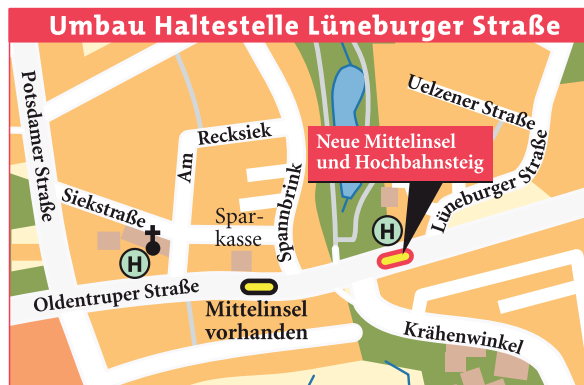 Umbau Haltestelle Lüneburger Straße
Potsdamer Straße
Uelzener Straße
Am Recksiek
Neue Mittelinsel
und Hochbahnsteig
Siekstraße
Spannbrink
Lüneburger Straße
Spar-
kasse
H
H
Oldentruper Straße
Mittelinsel
vorhanden
Krähenwinkel